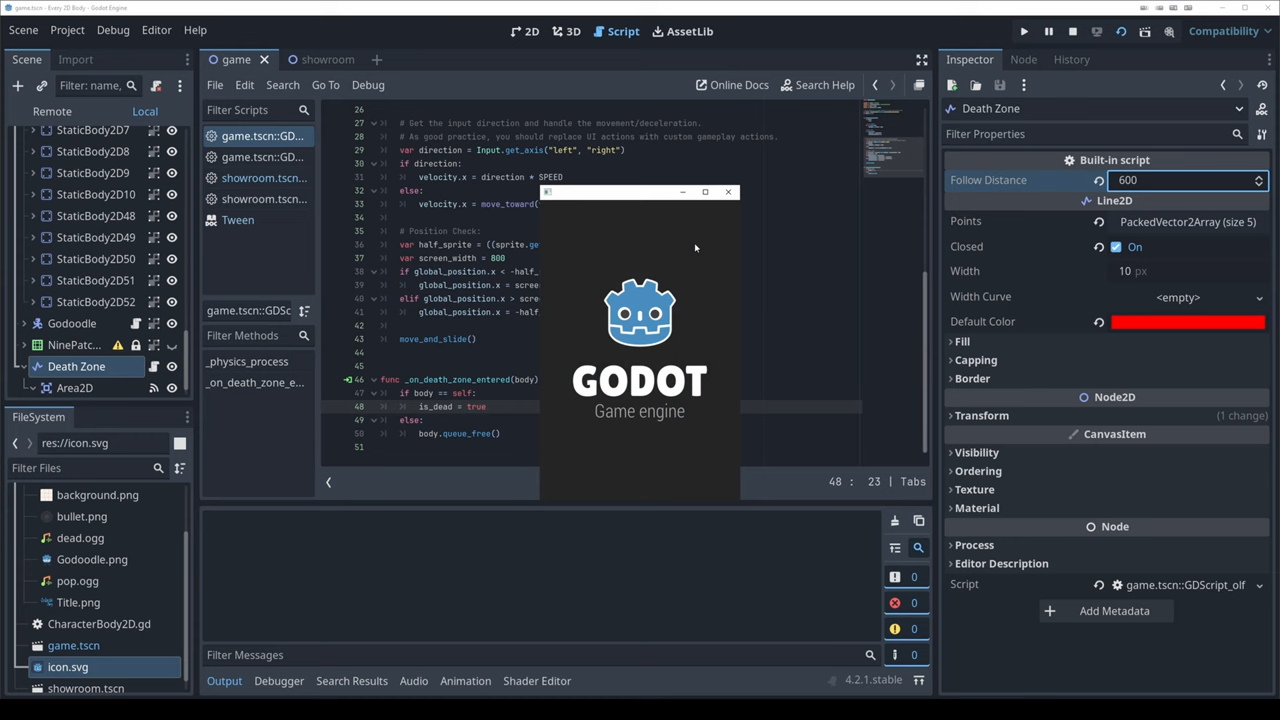 game.tscn - Every 2D Body - Godot Engine
Scene Project Debug Editor Help
2D 3D Script AssetLib
Compatibility
Scene Import
Filter: name,
Remote Local
StaticBody2D7
StaticBody2D8
StaticBody2D9
StaticBody2D10
StaticBody2D48
StaticBody2D49
StaticBody2D50
StaticBody2D51
StaticBody2D52
Godoodle
NinePatc...
Death Zone
Area2D
FileSystem
res://icon.svg
Filter Files
background.png
bullet.png
dead.ogg
Godoodle.png
pop.ogg
Title.png
CharacterBody2D.gd
game.tscn
icon.svg
showroom.tscn
game showroom
File Edit Search Go To Debug
Online Docs Search Help
Filter Scripts
game.tscn::GD...
game.tscn::GD...
showroom.tscn...
showroom.tscn...
Tween
game.tscn::GDSc
Filter Methods
_physics_process
_on_death_zone_e...
26
27 # Get the input direction and handle the movement/deceleration.
28 # As good practice, you should replace UI actions with custom gameplay actions.
29 var direction = Input.get_axis("left", "right")
30 if direction:
31 velocity.x = direction * SPEED
32 else:
33 velocity.x = move_toward(
34
35 # Position Check:
36 var half_sprite = ((sprite.ge
37 var screen_width = 800
38 if global_position.x < -half_
39 global_position.x = scree
40 elif global_position.x > scre
41 global_position.x = -half_
42
43 move_and_slide()
44
45
46 func _on_death_zone_entered(body)
47 if body == self:
48 is_dead = true
49 else:
50 body.queue_free()
51
GODOT
Game engine
48 : 23 | Tabs
0
0
0
0
Filter Messages
Output Debugger Search Results Audio Animation Shader Editor
4.2.1.stable
Inspector Node History
Death Zone
Filter Properties
Built-in script
Follow Distance 600
Line2D
Points PackedVector2Array (size 5)
Closed On
Width 10 px
Width Curve <empty>
Default Color
Fill
Capping
Border
Node2D
Transform (1 change)
CanvasItem
Visibility
Ordering
Texture
Material
Node
Process
Editor Description
Script game.tscn::GDScript_olf
Add Metadata